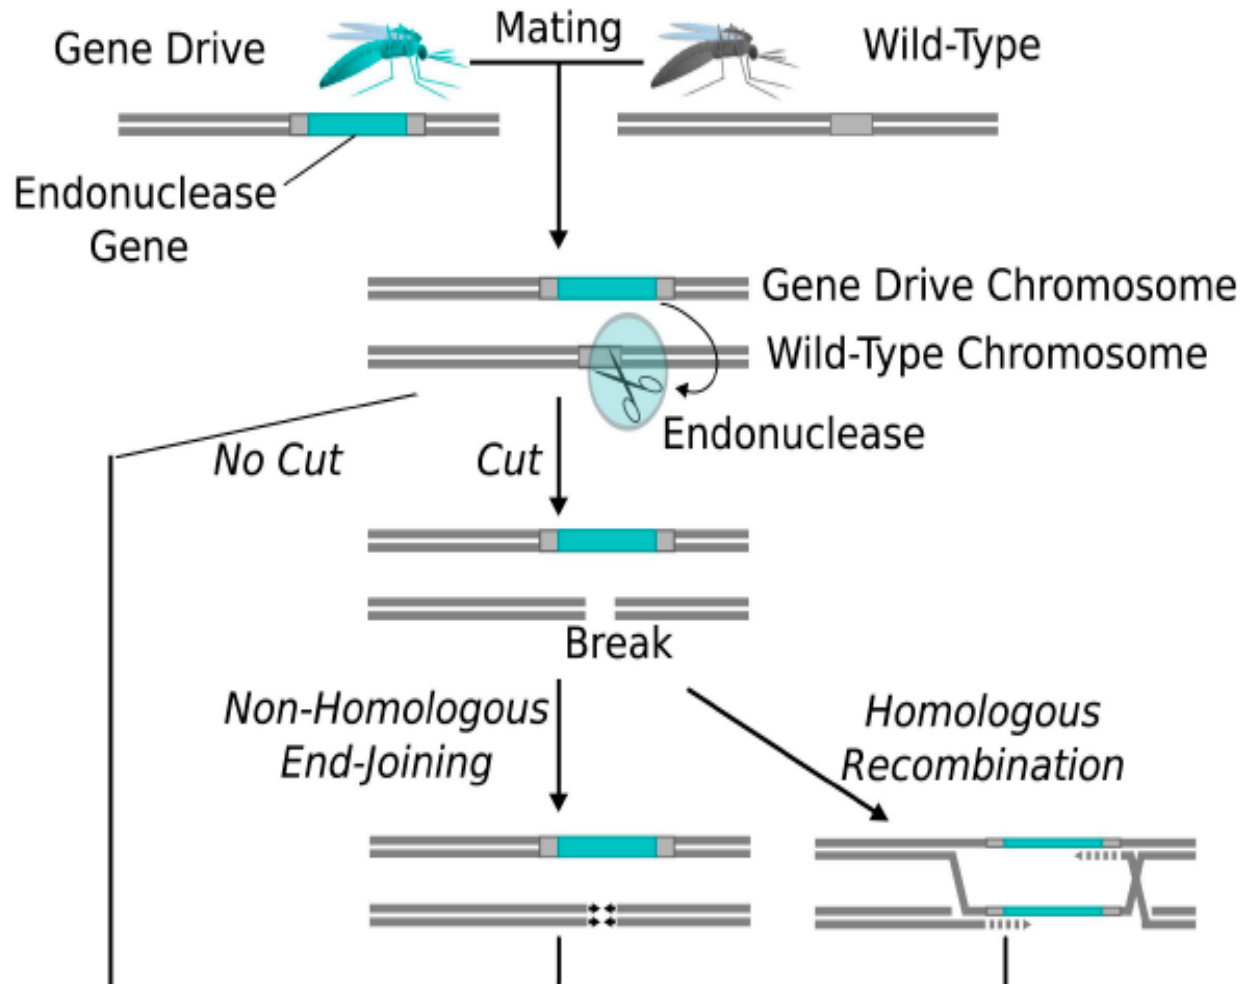 Gene Drive
Mating
Wild-Type
Endonuclease
Gene
Gene Drive Chromosome
Wild-Type Chromosome
Endonuclease
No Cut
Cut
Break
Non-Homologous
End-Joining
Homologous
Recombination